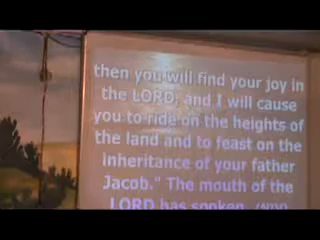 then you will find your joy in
the LORD, and I will cause
you to ride on the heights of
the land and to feast on the
inheritance of your father
Jacob." The mouth of the
LORD has spoken.